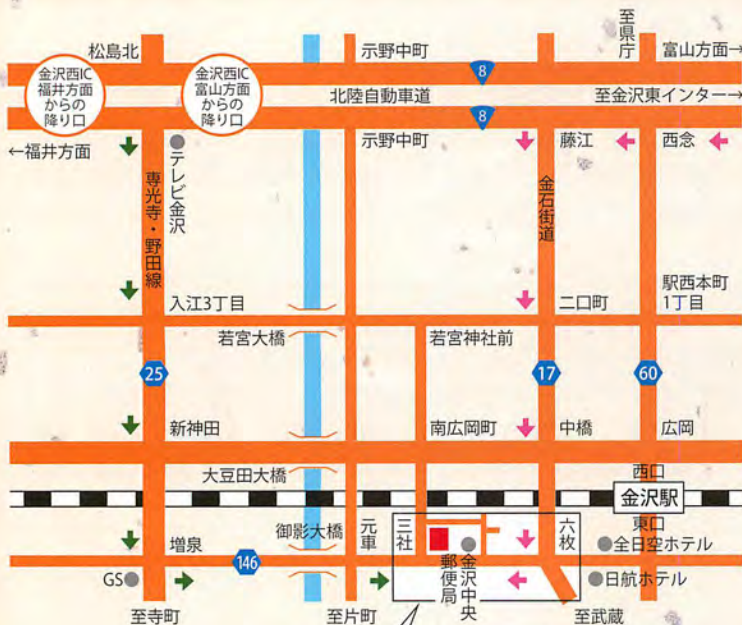 松島北
示野中町
至県庁
富山方面→
金沢西IC
福井方面
からの
降り口
金沢西IC
富山方面
からの
降り口
8
北陸自動車道
至金沢東インター→
8
←福井方面
テレビ金沢
示野中町
藤江
西念
専光寺・野田線
金石街道
入江3丁目
二口町
駅西本町
1丁目
若宮大橋
若宮神社前
25
17
60
新神田
南広岡町
中橋
広岡
大豆田大橋
西口
金沢駅
東口
増泉
御影大橋
元車
三社
六枚
全日空ホテル
146
金沢中央
郵便局
GS
日航ホテル
至寺町
至片町
至武蔵